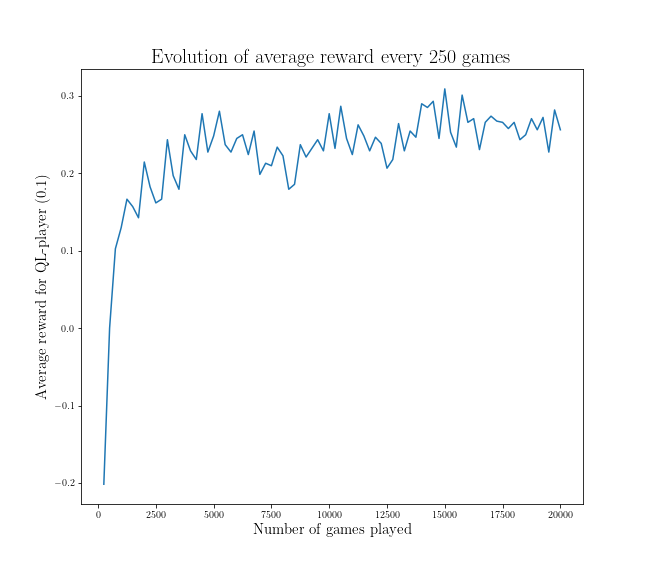 Evolution of average reward every 250 games
Average reward for QL-player (0.1)
0.3
0.2
0.1
0.0
−0.1
−0.2
0 2500 5000 7500 10000 12500 15000 17500 20000
Number of games played